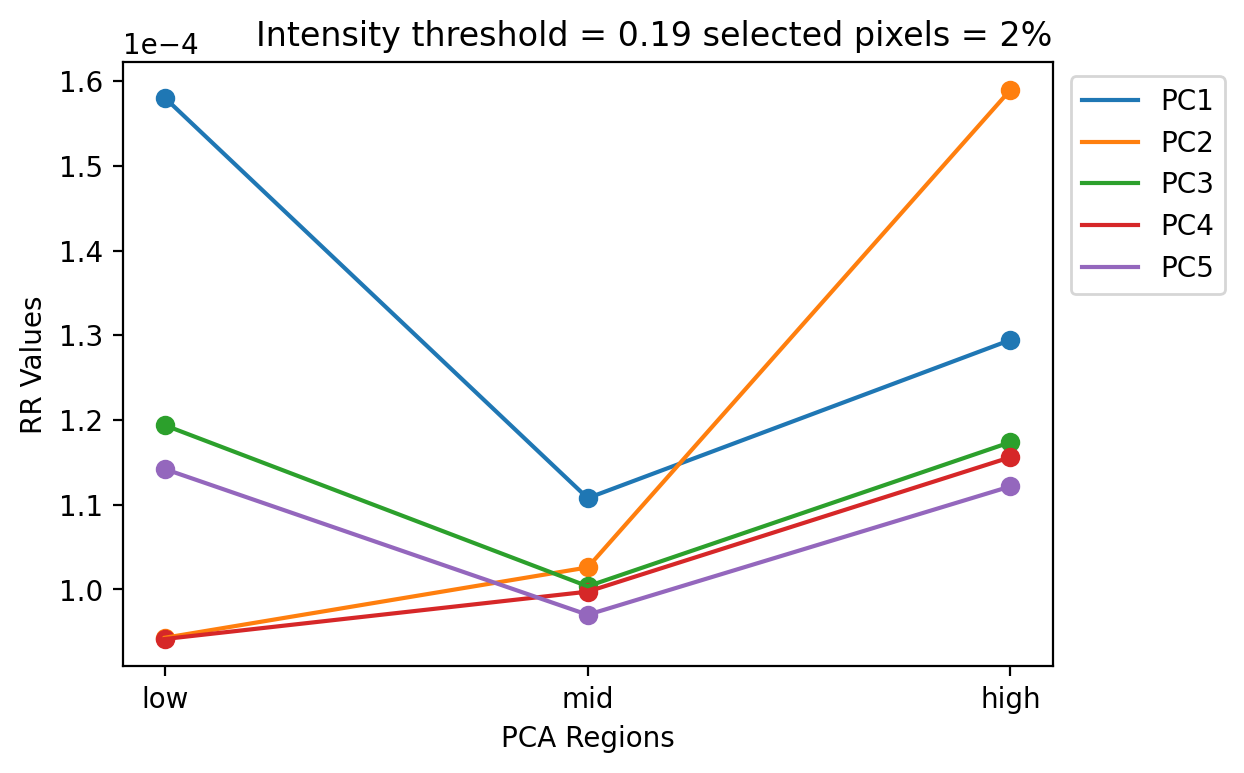 Intensity threshold = 0.19 selected pixels = 2%
1e−4
1.6
1.5
1.4
1.3
1.2
1.1
1.0
RR Values
low
mid
high
PCA Regions
PC1
PC2
PC3
PC4
PC5